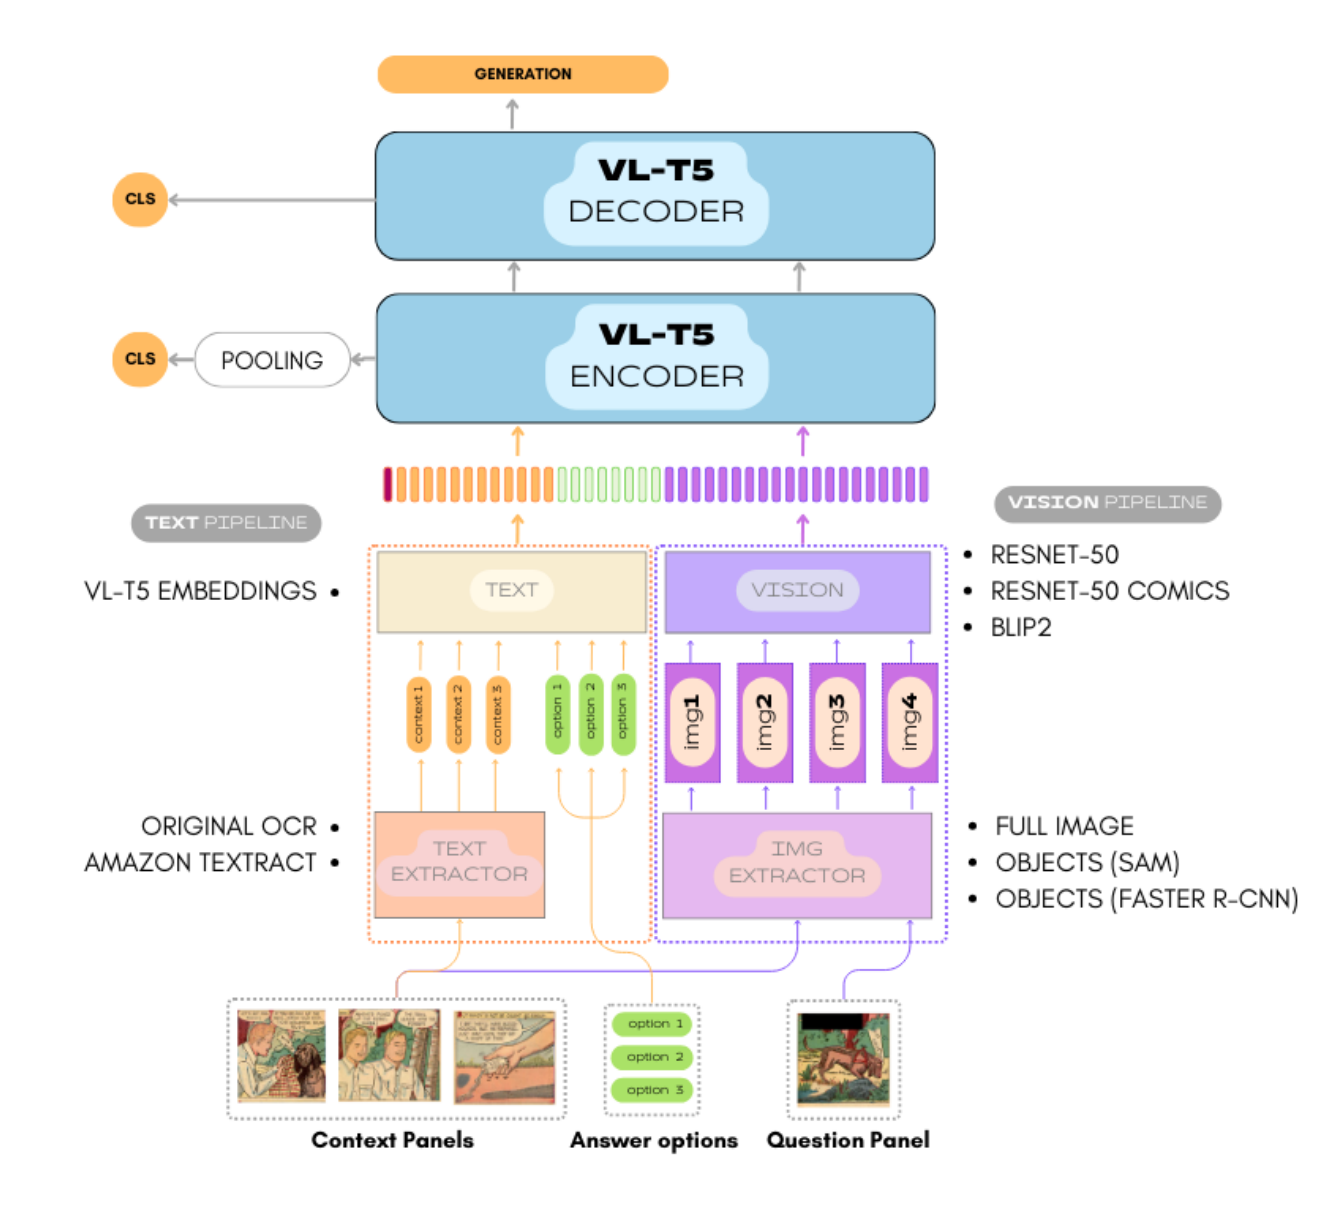 GENERATION
VL-T5
DECODER
CLS
VL-T5
ENCODER
POOLING
CLS
TEXT PIPELINE
VISION PIPELINE
VL-T5 EMBEDDINGS •
TEXT
VISION
• RESNET-50
• RESNET-50 COMICS
• BLIP2
context 1
context 2
context 3
option 1
option 2
option 3
img1
img2
img3
img4
ORIGINAL OCR •
AMAZON TEXTRACT •
TEXT
EXTRACTOR
IMG
EXTRACTOR
• FULL IMAGE
• OBJECTS (SAM)
• OBJECTS (FASTER R-CNN)
option 1
option 2
option 3
Context Panels
Answer options
Question Panel